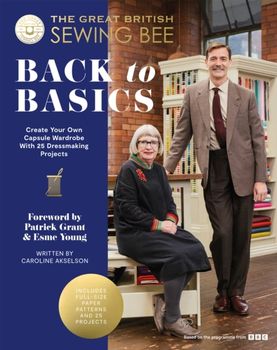 THE GREAT BRITISH
SEWING BEE
BACK to
BASICS
Create Your Own
Capsule Wardrobe
With 25 Dressmaking
Projects
Foreword by
Patrick Grant
& Esme Young
WRITTEN BY
CAROLINE AKSELSON
INCLUDES
FULL-SIZE
PAPER
PATTERNS
AND 25
PROJECTS
Based on the programme from BBC